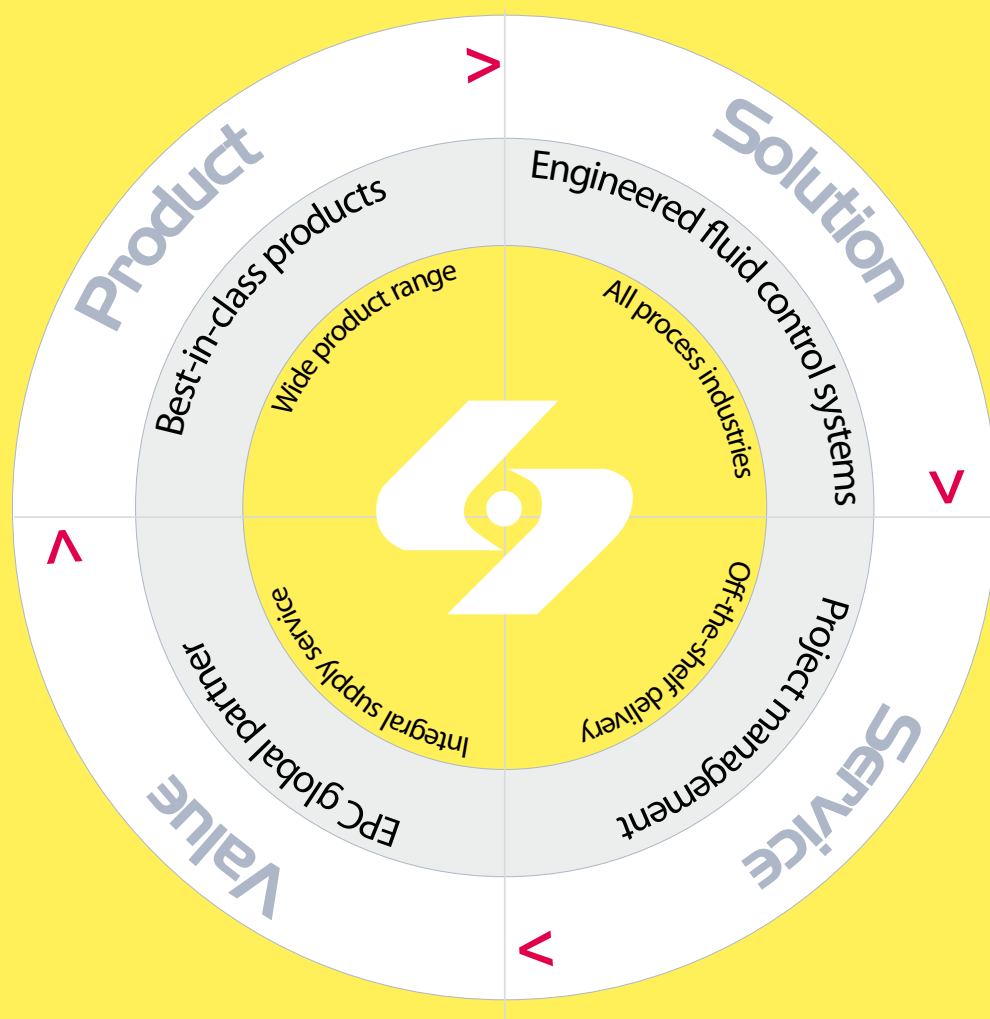 Product
Best-in-class products
Wide product range
>
Solution
Engineered fluid control systems
All process industries
>
Service
Project management
Off-the-shelf delivery
>
Value
EPC global partner
Integral supply service
>